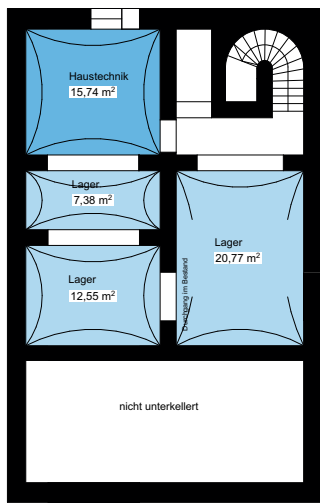 Haustechnik
15,74 m²
Lager
7,38 m²
Lager
20,77 m²
Lager
12,55 m²
Durchgang im Bestand
nicht unterkellert